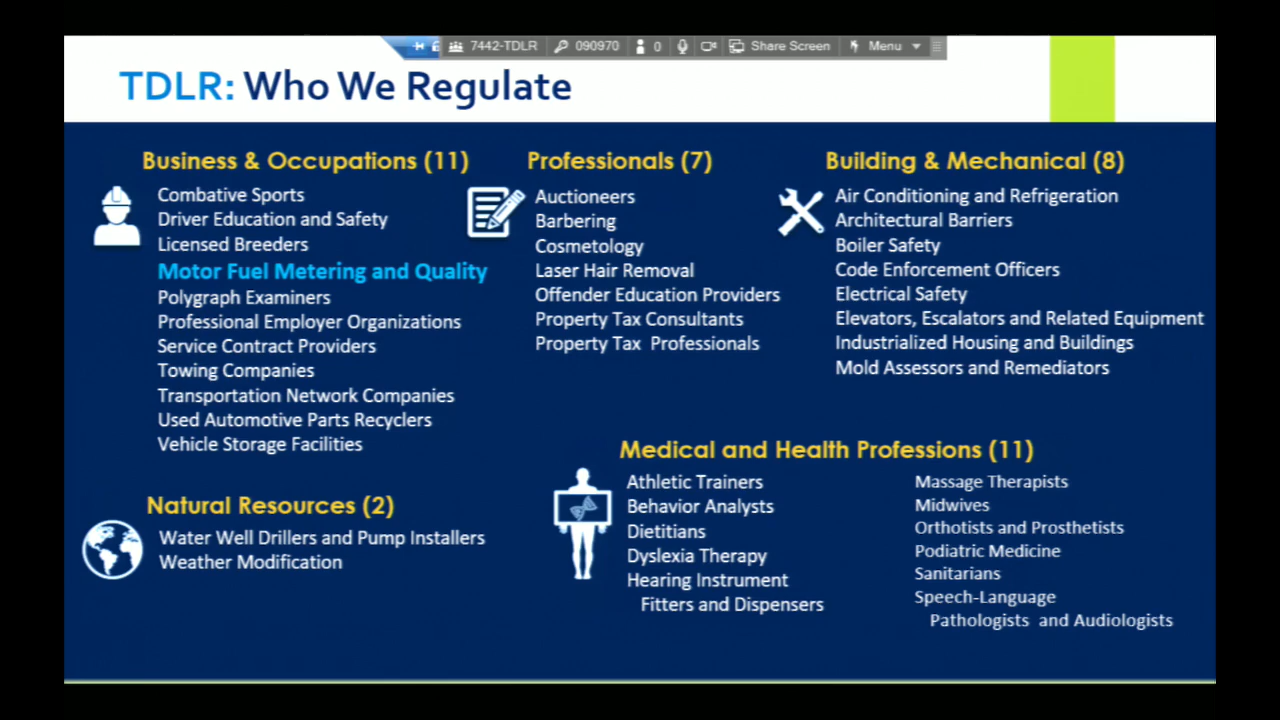 7442-TDLR 090970 0 Share Screen Menu
TDLR: Who We Regulate
Business & Occupations (11)
Combative Sports
Driver Education and Safety
Licensed Breeders
Motor Fuel Metering and Quality
Polygraph Examiners
Professional Employer Organizations
Service Contract Providers
Towing Companies
Transportation Network Companies
Used Automotive Parts Recyclers
Vehicle Storage Facilities
Natural Resources (2)
Water Well Drillers and Pump Installers
Weather Modification
Professionals (7)
Auctioneers
Barbering
Cosmetology
Laser Hair Removal
Offender Education Providers
Property Tax Consultants
Property Tax Professionals
Building & Mechanical (8)
Air Conditioning and Refrigeration
Architectural Barriers
Boiler Safety
Code Enforcement Officers
Electrical Safety
Elevators, Escalators and Related Equipment
Industrialized Housing and Buildings
Mold Assessors and Remediators
Medical and Health Professions (11)
Athletic Trainers
Behavior Analysts
Dietitians
Dyslexia Therapy
Hearing Instrument
Fitters and Dispensers
Massage Therapists
Midwives
Orthotists and Prosthetists
Podiatric Medicine
Sanitarians
Speech-Language
Pathologists and Audiologists